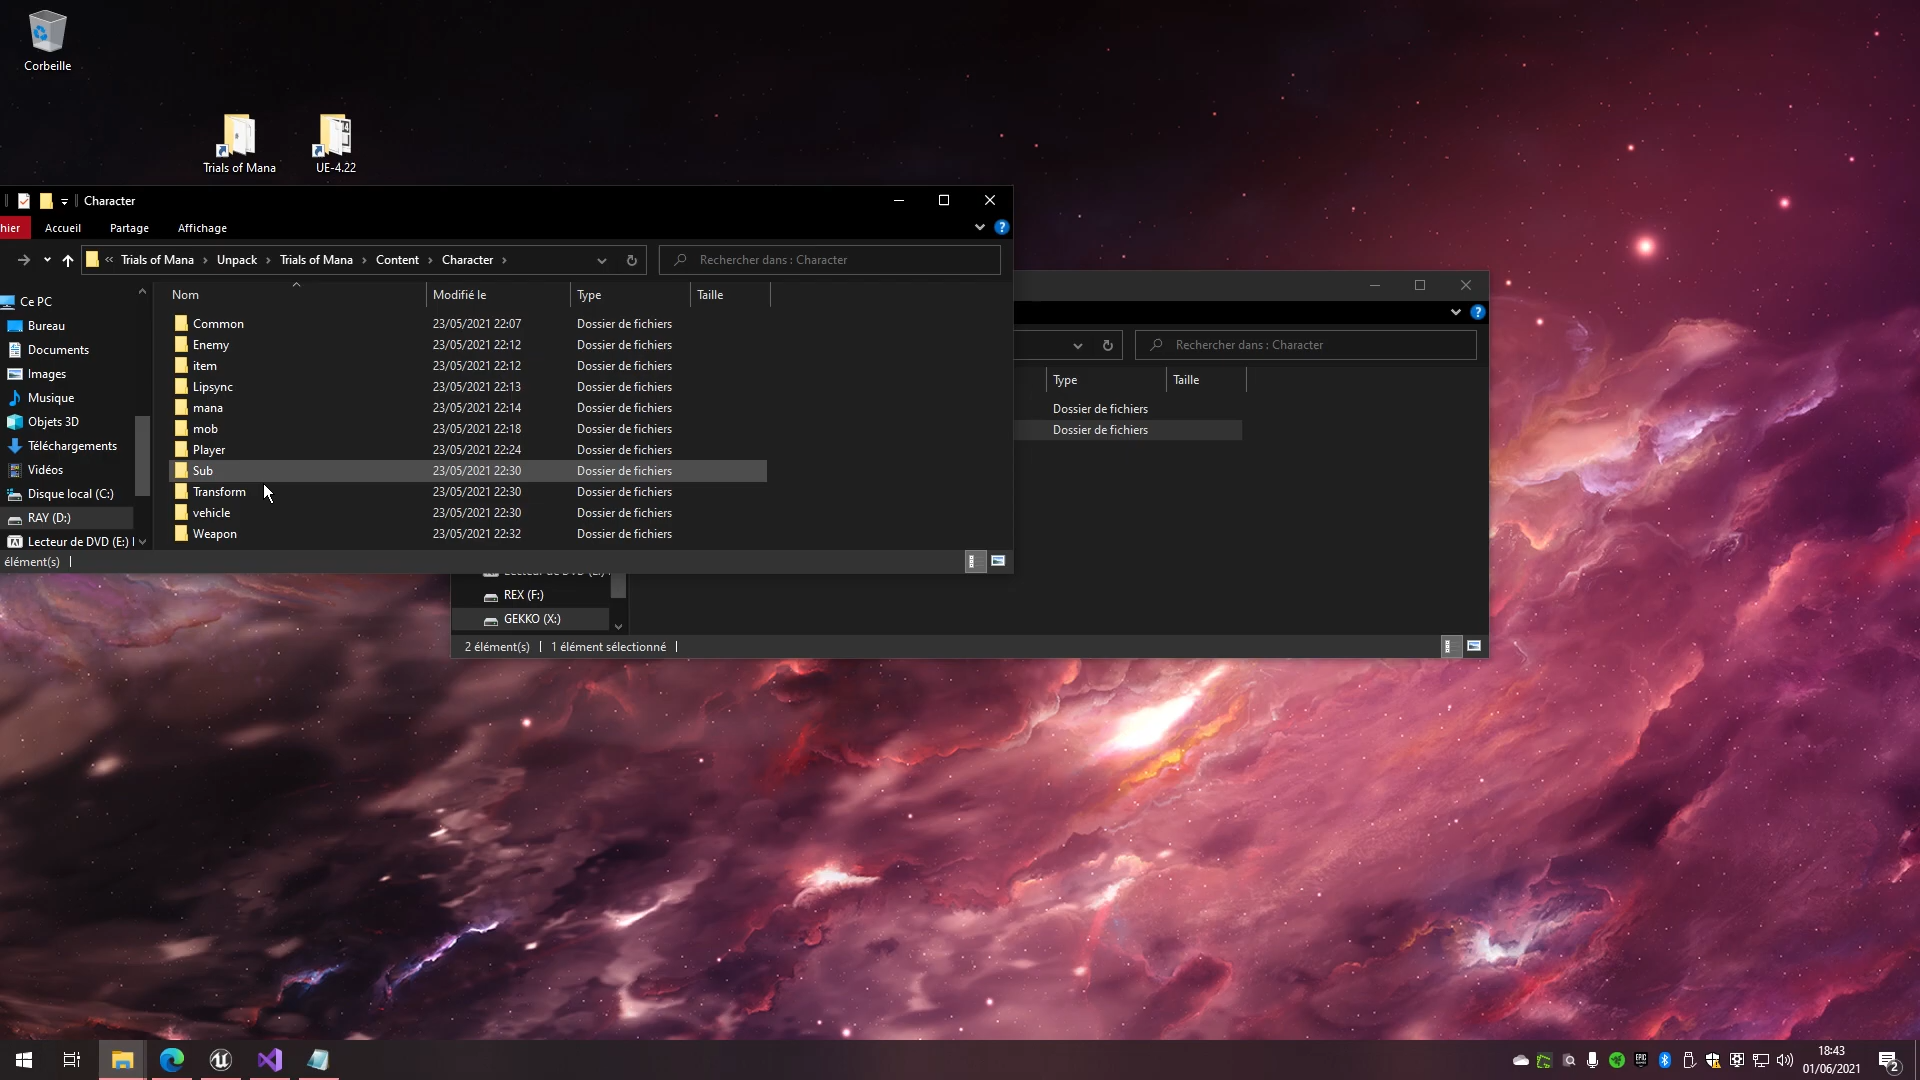 Corbeille
Trials of Mana
UE-4.22
Character
hier
Accueil
Partage
Affichage
« Trials of Mana › Unpack › Trials of Mana › Content › Character ›
Rechercher dans : Character
Nom
Modifié le
Type
Taille
Ce PC
Bureau
Documents
Images
Musique
Objets 3D
Téléchargements
Vidéos
Disque local (C:)
RAY (D:)
Lecteur de DVD (E:)
Common 23/05/2021 22:07 Dossier de fichiers
Enemy 23/05/2021 22:12 Dossier de fichiers
item 23/05/2021 22:12 Dossier de fichiers
Lipsync 23/05/2021 22:13 Dossier de fichiers
mana 23/05/2021 22:14 Dossier de fichiers
mob 23/05/2021 22:18 Dossier de fichiers
Player 23/05/2021 22:24 Dossier de fichiers
Sub 23/05/2021 22:30 Dossier de fichiers
Transform 23/05/2021 22:30 Dossier de fichiers
vehicle 23/05/2021 22:30 Dossier de fichiers
Weapon 23/05/2021 22:32 Dossier de fichiers
élément(s)
Rechercher dans : Character
Type
Taille
Dossier de fichiers
Dossier de fichiers
REX (F:)
GEKKO (X:)
2 élément(s)
1 élément sélectionné
18:43
01/06/2021
2